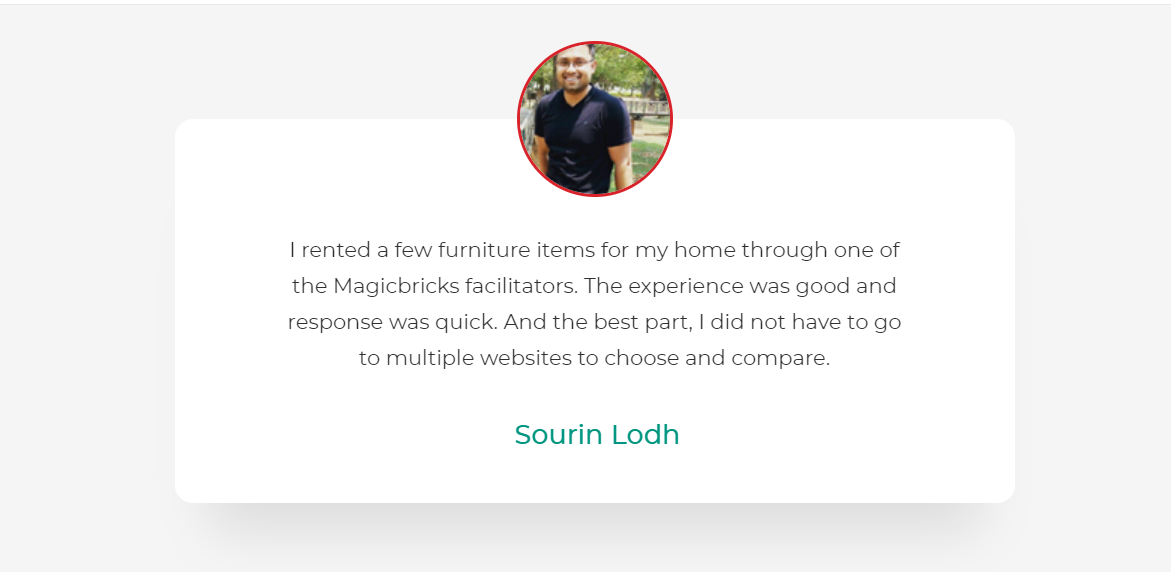 I rented a few furniture items for my home through one of
the Magicbricks facilitators. The experience was good and
response was quick. And the best part, I did not have to go
to multiple websites to choose and compare.
Sourin Lodh